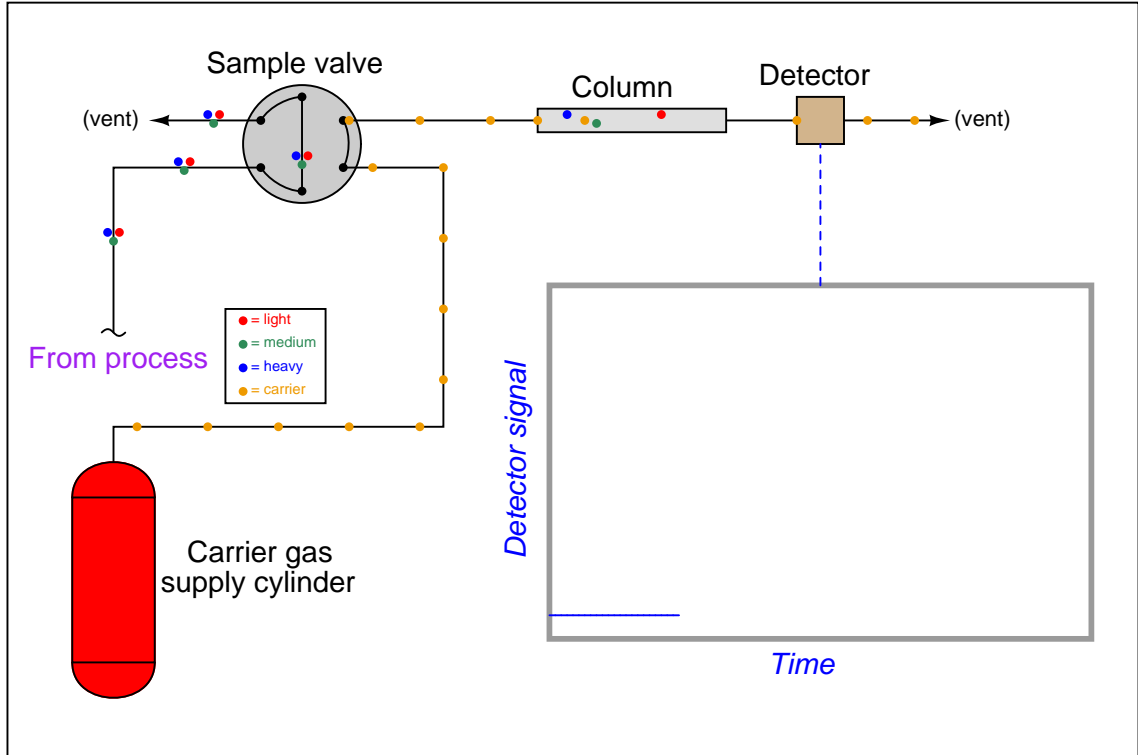 Sample valve
Column
Detector
(vent)
(vent)
= light
= medium
= heavy
= carrier
From process
Detector signal
Carrier gas
supply cylinder
Time